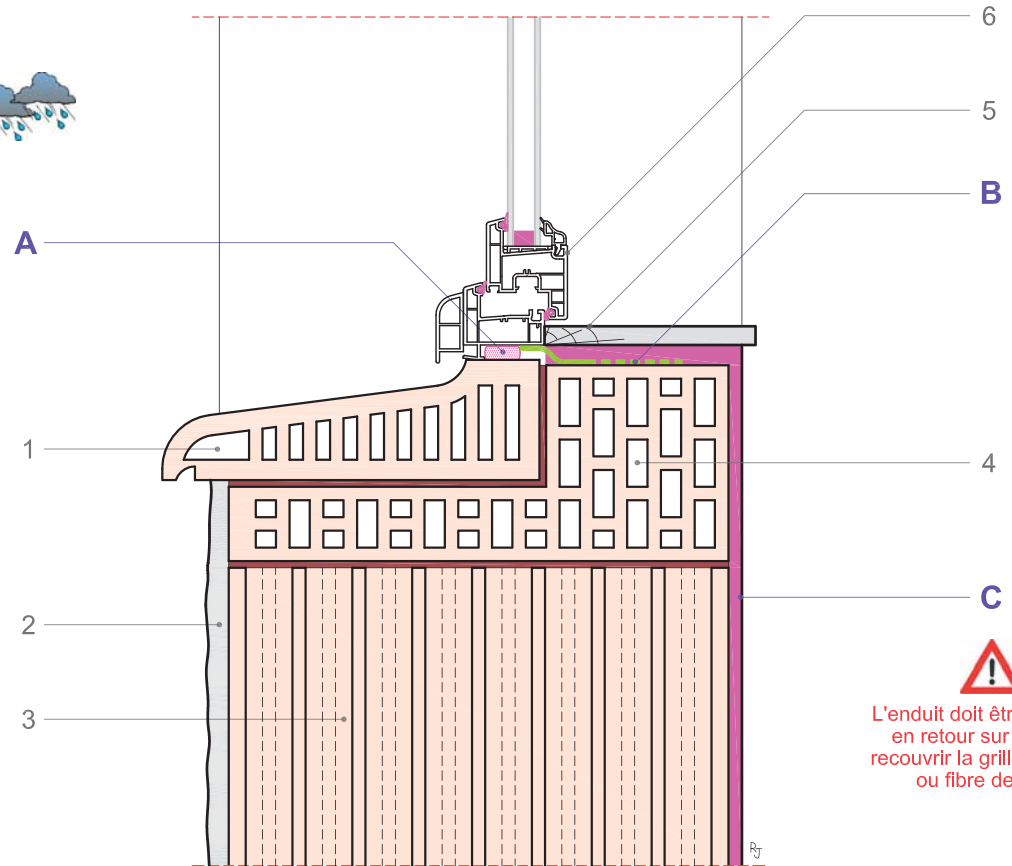 6
5
B
A
1
4
C
2
3
L'enduit doit êtr
en retour sur
recouvrir la grill
ou fibre de
RJ